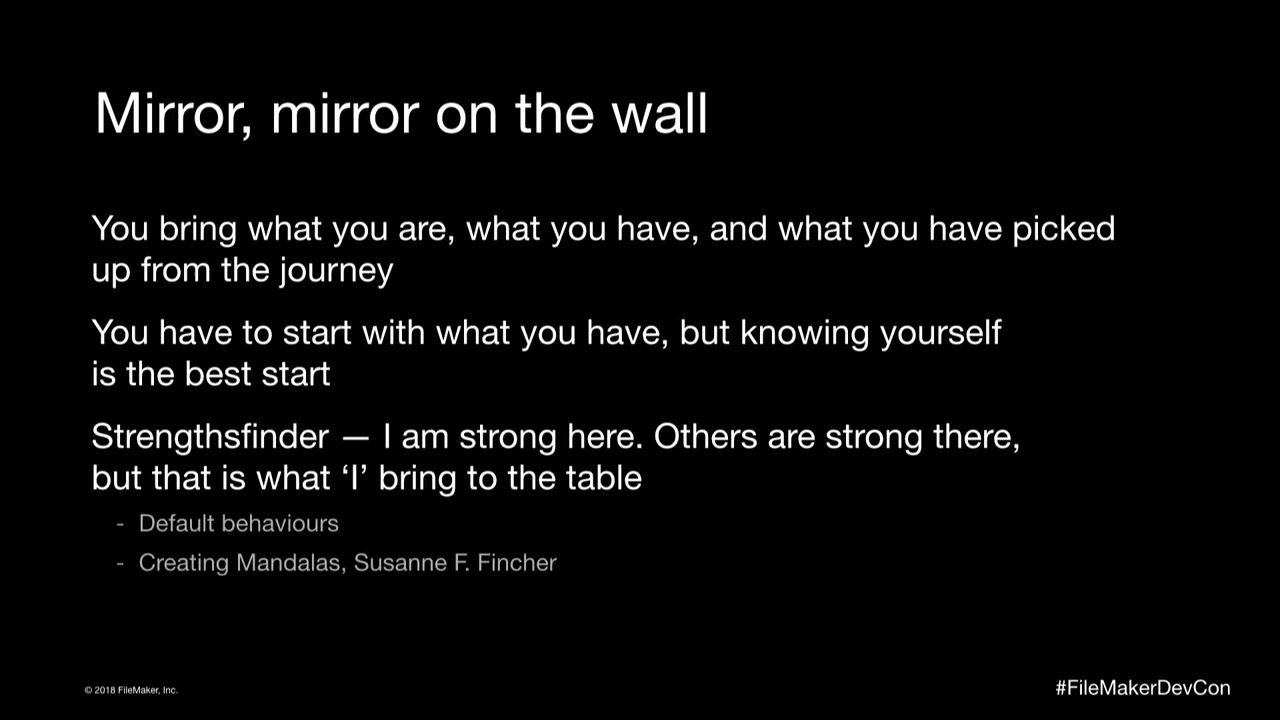 Mirror, mirror on the wall
You bring what you are, what you have, and what you have picked
up from the journey
You have to start with what you have, but knowing yourself
is the best start
Strengthsfinder — I am strong here. Others are strong there,
but that is what ‘I’ bring to the table
- Default behaviours
- Creating Mandalas, Susanne F. Fincher
© 2018 FileMaker, Inc.
#FileMakerDevCon